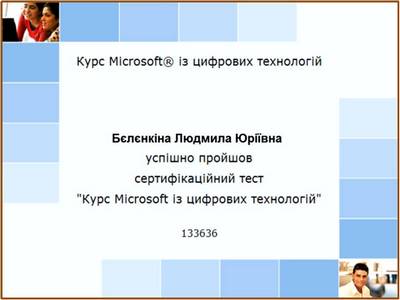 Курс Microsoft® із цифрових технологій
Бєлєнкіна Людмила Юріївна
успішно пройшов
сертифікаційний тест
"Курс Microsoft із цифрових технологій"
133636